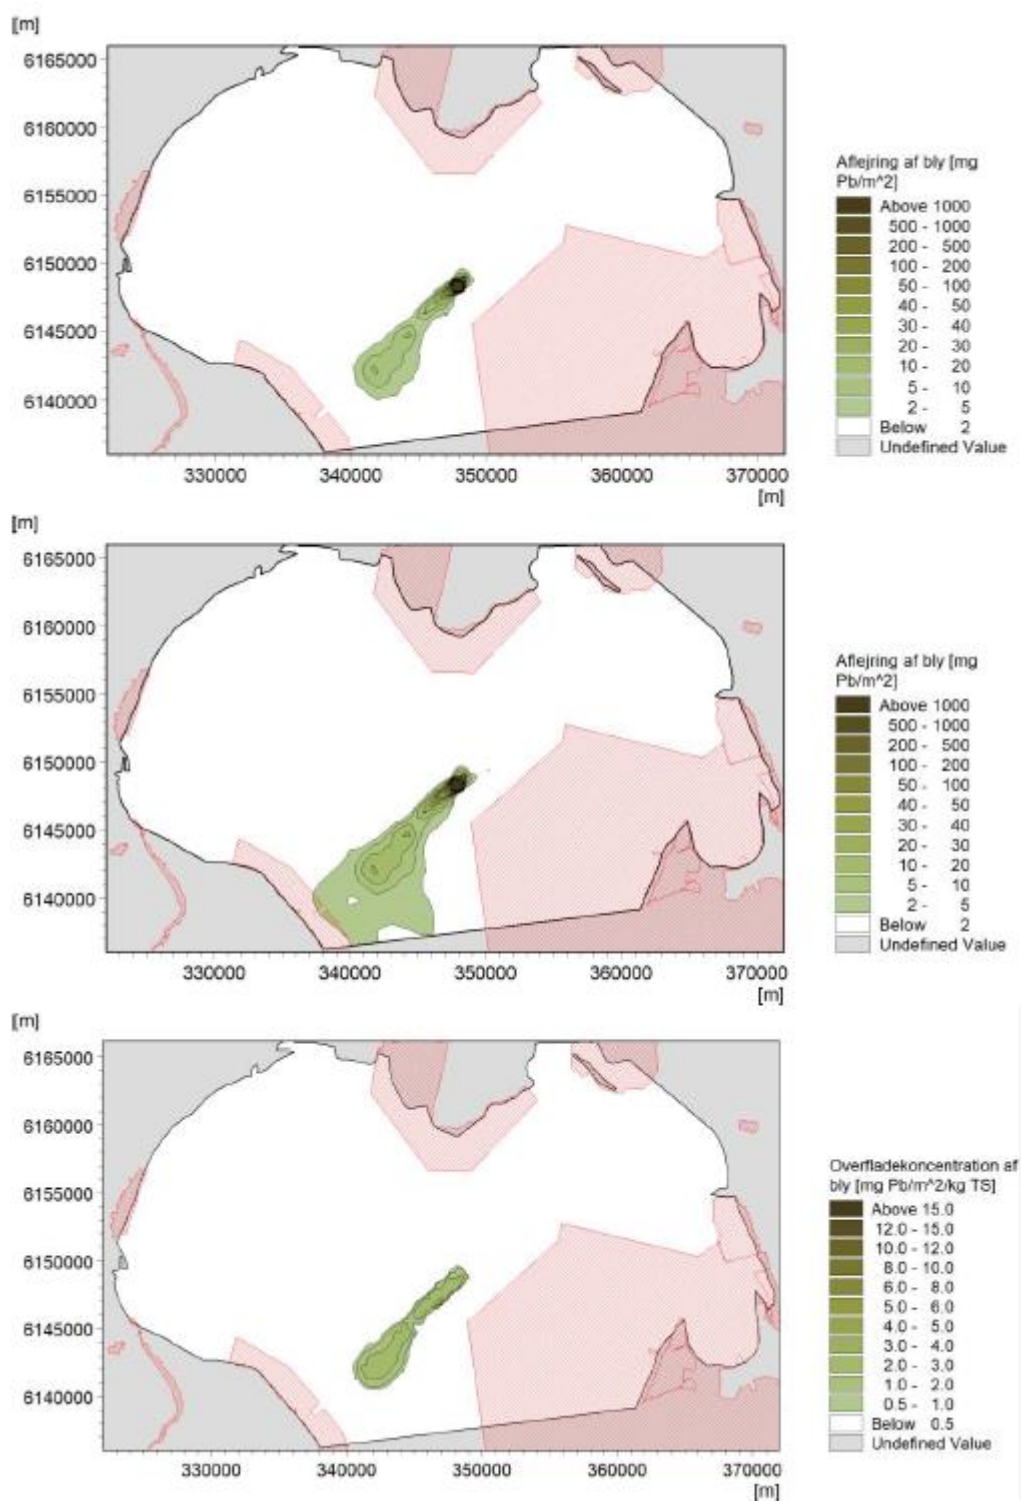 [m]
6165000
6160000
6155000
6150000
6145000
6140000
330000 340000 350000 360000 370000
[m]
Aflejring af bly [mg
Pb/m^2]
Above 1000
500 - 1000
200 - 500
100 - 200
50 - 100
40 - 50
30 - 40
20 - 30
10 - 20
5 - 10
2 - 5
Below 2
Undefined Value
[m]
6165000
6160000
6155000
6150000
6145000
6140000
330000 340000 350000 360000 370000
[m]
Aflejring af bly [mg
Pb/m^2]
Above 1000
500 - 1000
200 - 500
100 - 200
50 - 100
40 - 50
30 - 40
20 - 30
10 - 20
5 - 10
2 - 5
Below 2
Undefined Value
[m]
6165000
6160000
6155000
6150000
6145000
6140000
330000 340000 350000 360000 370000
[m]
Overfladekoncentration af
bly [mg Pb/m^2/kg TS]
Above 15.0
12.0 - 15.0
10.0 - 12.0
8.0 - 10.0
6.0 - 8.0
5.0 - 6.0
4.0 - 5.0
3.0 - 4.0
2.0 - 3.0
1.0 - 2.0
0.5 - 1.0
Below 0.5
Undefined Value